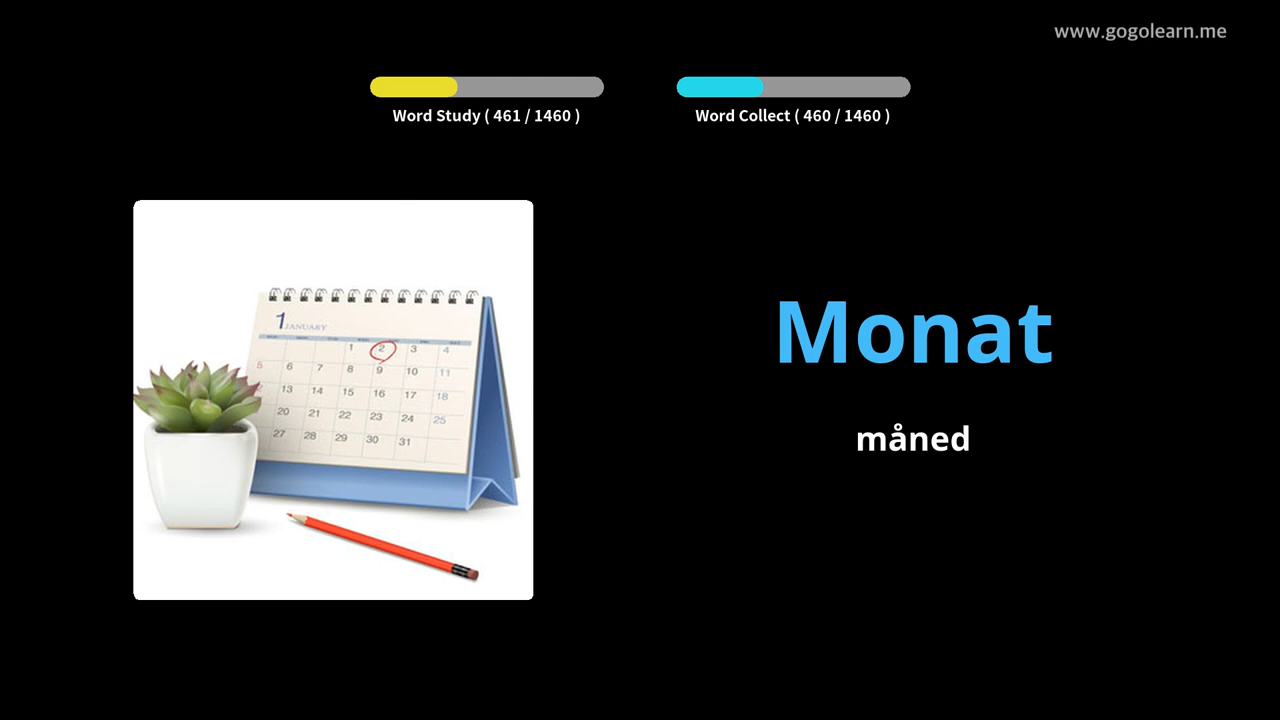 www.gogolearn.me
Word Study ( 461 / 1460 )
Word Collect ( 460 / 1460 )
1 JANUARY
1 2 3 4
5 6 7 8 9 10 11
13 14 15 16 17 18
20 21 22 23 24 25
27 28 29 30 31
Monat
måned